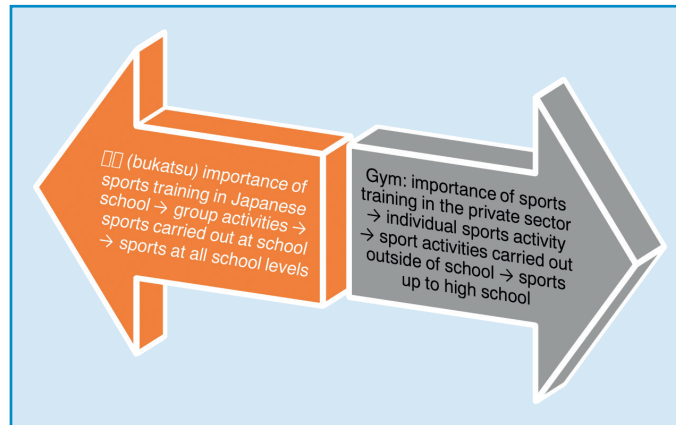 (bukatsu) importance of
sports training in Japanese
school → group activities →
sports carried out at school
→ sports at all school levels
Gym: importance of sports
training in the private sector
→ individual sports activity
→ sport activities carried out
outside of school → sports
up to high school